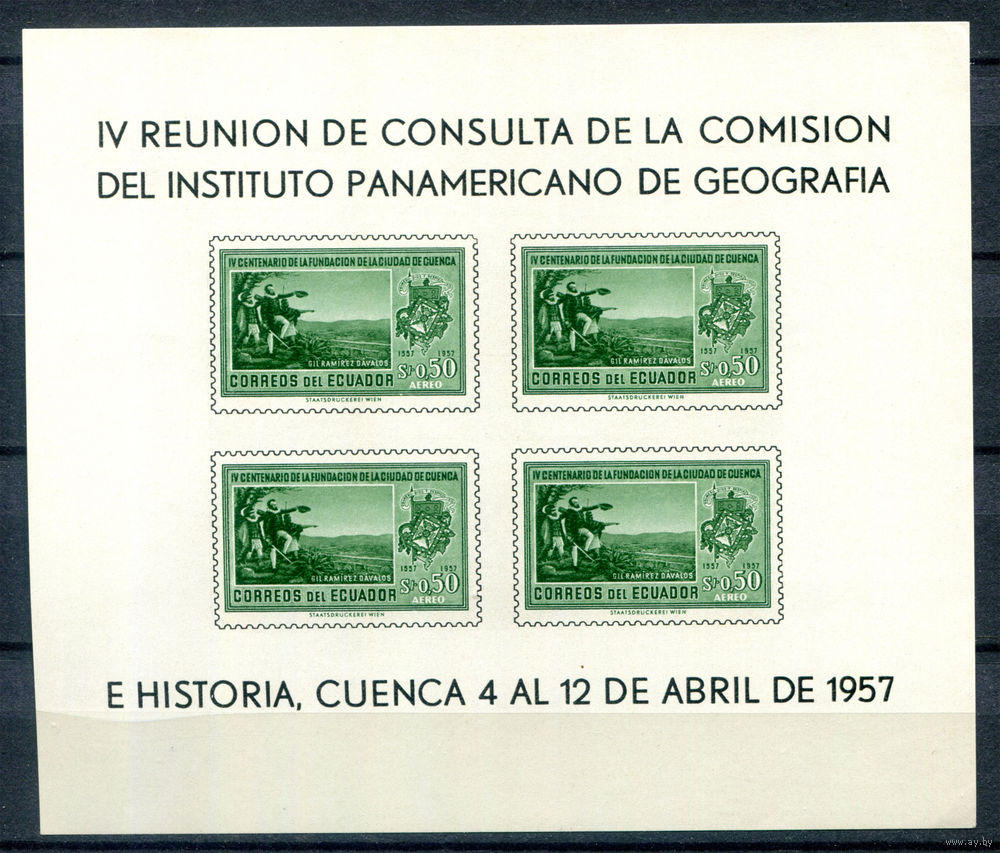 IV REUNION DE CONSULTA DE LA COMISION
DEL INSTITUTO PANAMERICANO DE GEOGRAFIA
IV CENTENARIO DE LA FUNDACION DE LA CIUDAD DE CUENCA
1557 1957
GIL RAMIREZ DAVALOS
CORREOS DEL ECUADOR
S/. 0,50
AEREO
STAATSDRUCKEREI WIEN
IV CENTENARIO DE LA FUNDACION DE LA CIUDAD DE CUENCA
1557 1957
GIL RAMIREZ DAVALOS
CORREOS DEL ECUADOR
S/. 0,50
AEREO
STAATSDRUCKEREI WIEN
IV CENTENARIO DE LA FUNDACION DE LA CIUDAD DE CUENCA
1557 1957
GIL RAMIREZ DAVALOS
CORREOS DEL ECUADOR
S/. 0,50
AEREO
STAATSDRUCKEREI WIEN
IV CENTENARIO DE LA FUNDACION DE LA CIUDAD DE CUENCA
1557 1957
GIL RAMIREZ DAVALOS
CORREOS DEL ECUADOR
S/. 0,50
AEREO
STAATSDRUCKEREI WIEN
E HISTORIA, CUENCA 4 AL 12 DE ABRIL DE 1957
www.ay.by